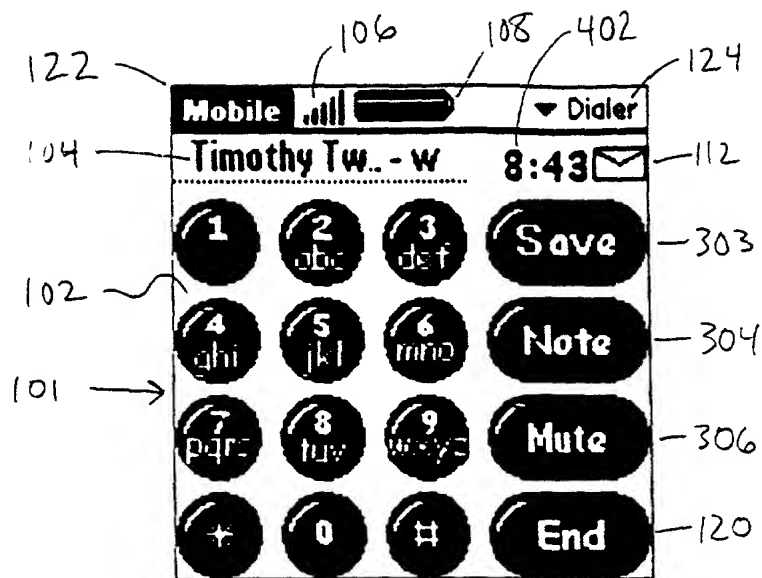 106 108 402
122 124
Mobile ▼ Dialer
104 Timothy Tw.. - w 8:43 112
1 2 3 Save 303
abc def
102
4 5 6 Note 304
ghi jkl mno
101
7 8 9 Mute 306
pqrs tuv wxyz
* 0 # End 120